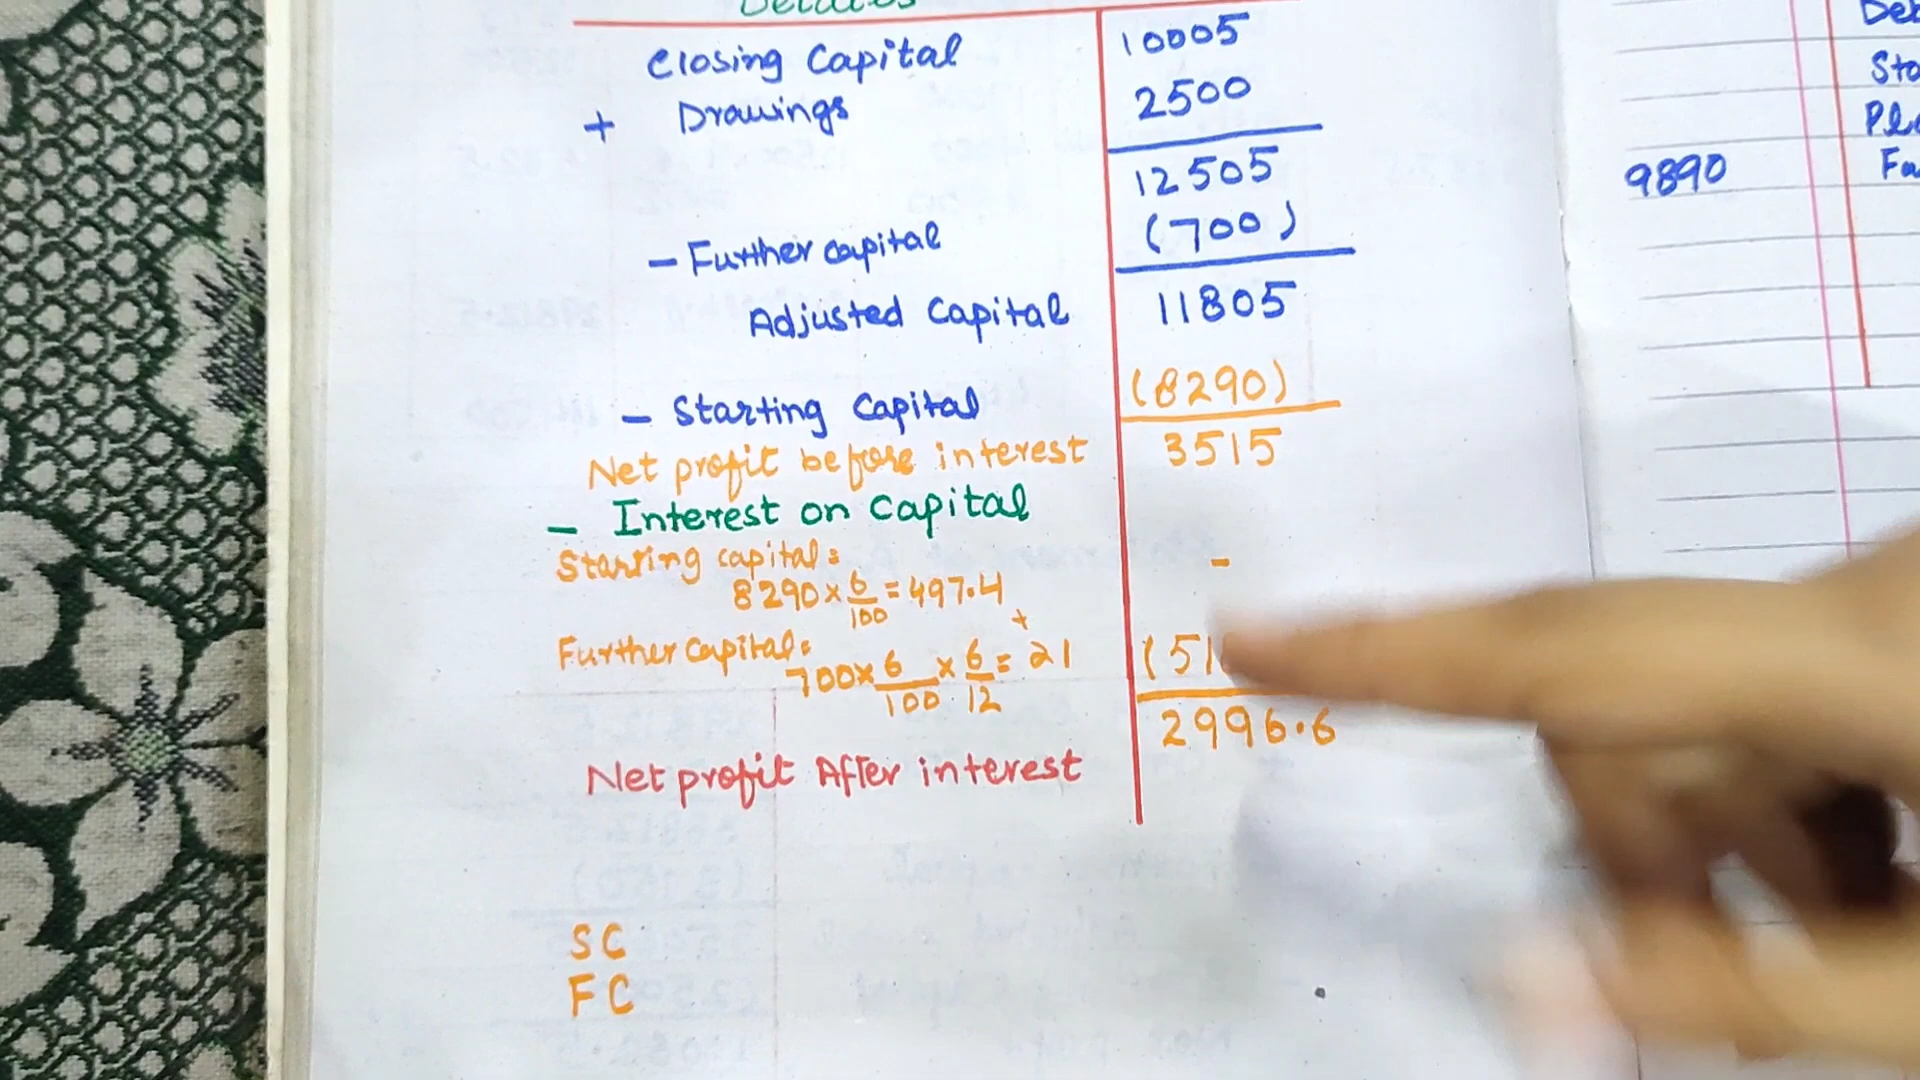 Closing Capital 10005
+ Drawings 2500
12505
- Further capital (700)
Adjusted Capital 11805
- Starting Capital (8290)
Net profit before interest 3515
- Interest on Capital
Starting capital: -
8290 × 6/100 = 497.4
+
Further Capital:
700 × 6/100 × 6/12 = 21
2996.6
Net profit After interest
SC
FC
9890